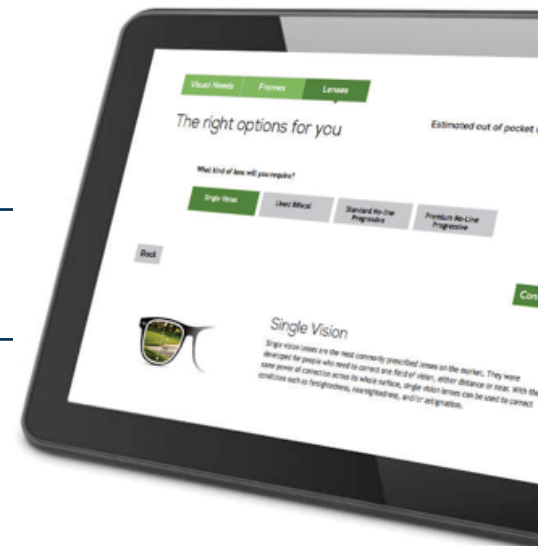 Visual Needs Frames Lenses
The right options for you
Estimated out of pocket
What kind of lens will you require?
Single Vision Lined Bifocal Standard No-line Progressive Premium No-Line Progressive
Back
Con
Single Vision
Single vision lenses are the most commonly prescribed lenses on the market. They were
developed for people who need to correct one field of vision, either distance or near. With the
same power of correction across its whole surface, single vision lenses can be used to correct
conditions such as farsightedness, nearsightedness, and/or astigmatism.